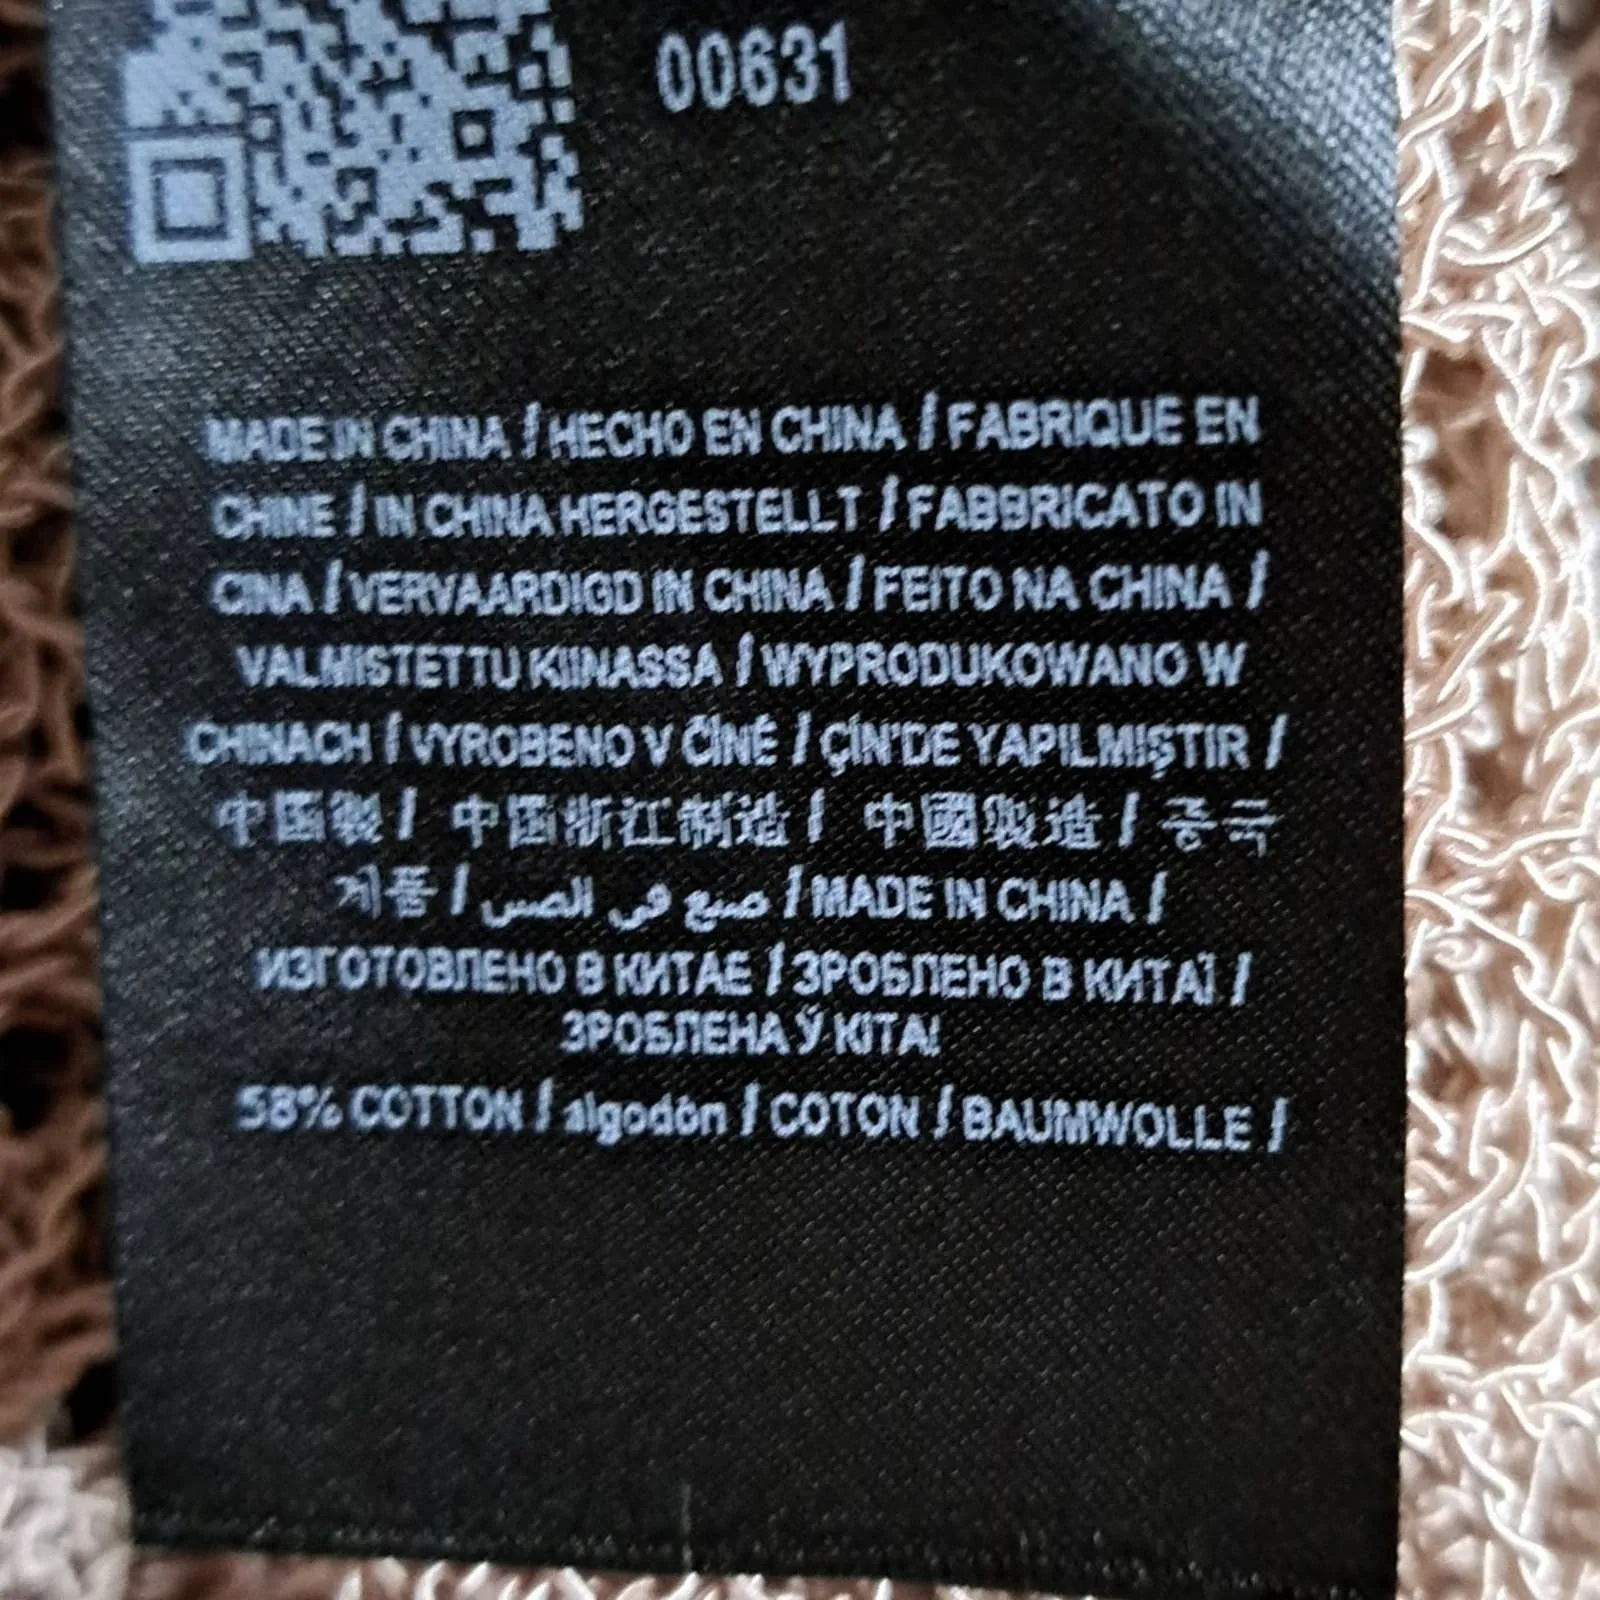 00631
MADE IN CHINA / HECHO EN CHINA / FABRIQUE EN
CHINE / IN CHINA HERGESTELLT / FABBRICATO IN
CINA / VERVAARDIGD IN CHINA / FEITO NA CHINA /
VALMISTETTU KIINASSA / WYPRODUKOWANO W
CHINACH / VYROBENO V ČÍNĚ / ÇİN'DE YAPILMIŞTIR /
中国製 / 中国浙江制造 / 中國製造 / 중국
제품 / صنع في الصين / MADE IN CHINA /
ИЗГОТОВЛЕНО В КИТАЕ / ЗРОБЛЕНО В КИТАЇ /
ЗРОБЛЕНА Ў КІТАІ
58% COTTON / algodón / COTON / BAUMWOLLE /